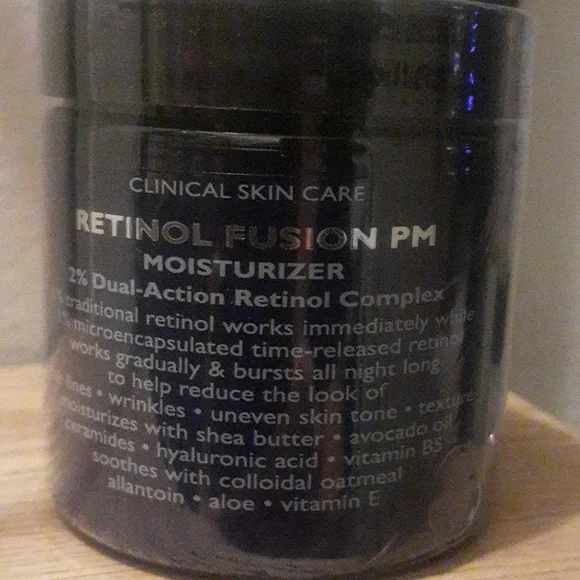 CLINICAL SKIN CARE
RETINOL FUSION PM
MOISTURIZER
2% Dual-Action Retinol Complex
traditional retinol works immediately while
microencapsulated time-released retinol
works gradually & bursts all night long
to help reduce the look of
lines • wrinkles • uneven skin tone • texture
moisturizes with shea butter • avocado oil
ceramides • hyaluronic acid • vitamin B5
soothes with colloidal oatmeal
allantoin • aloe • vitamin E